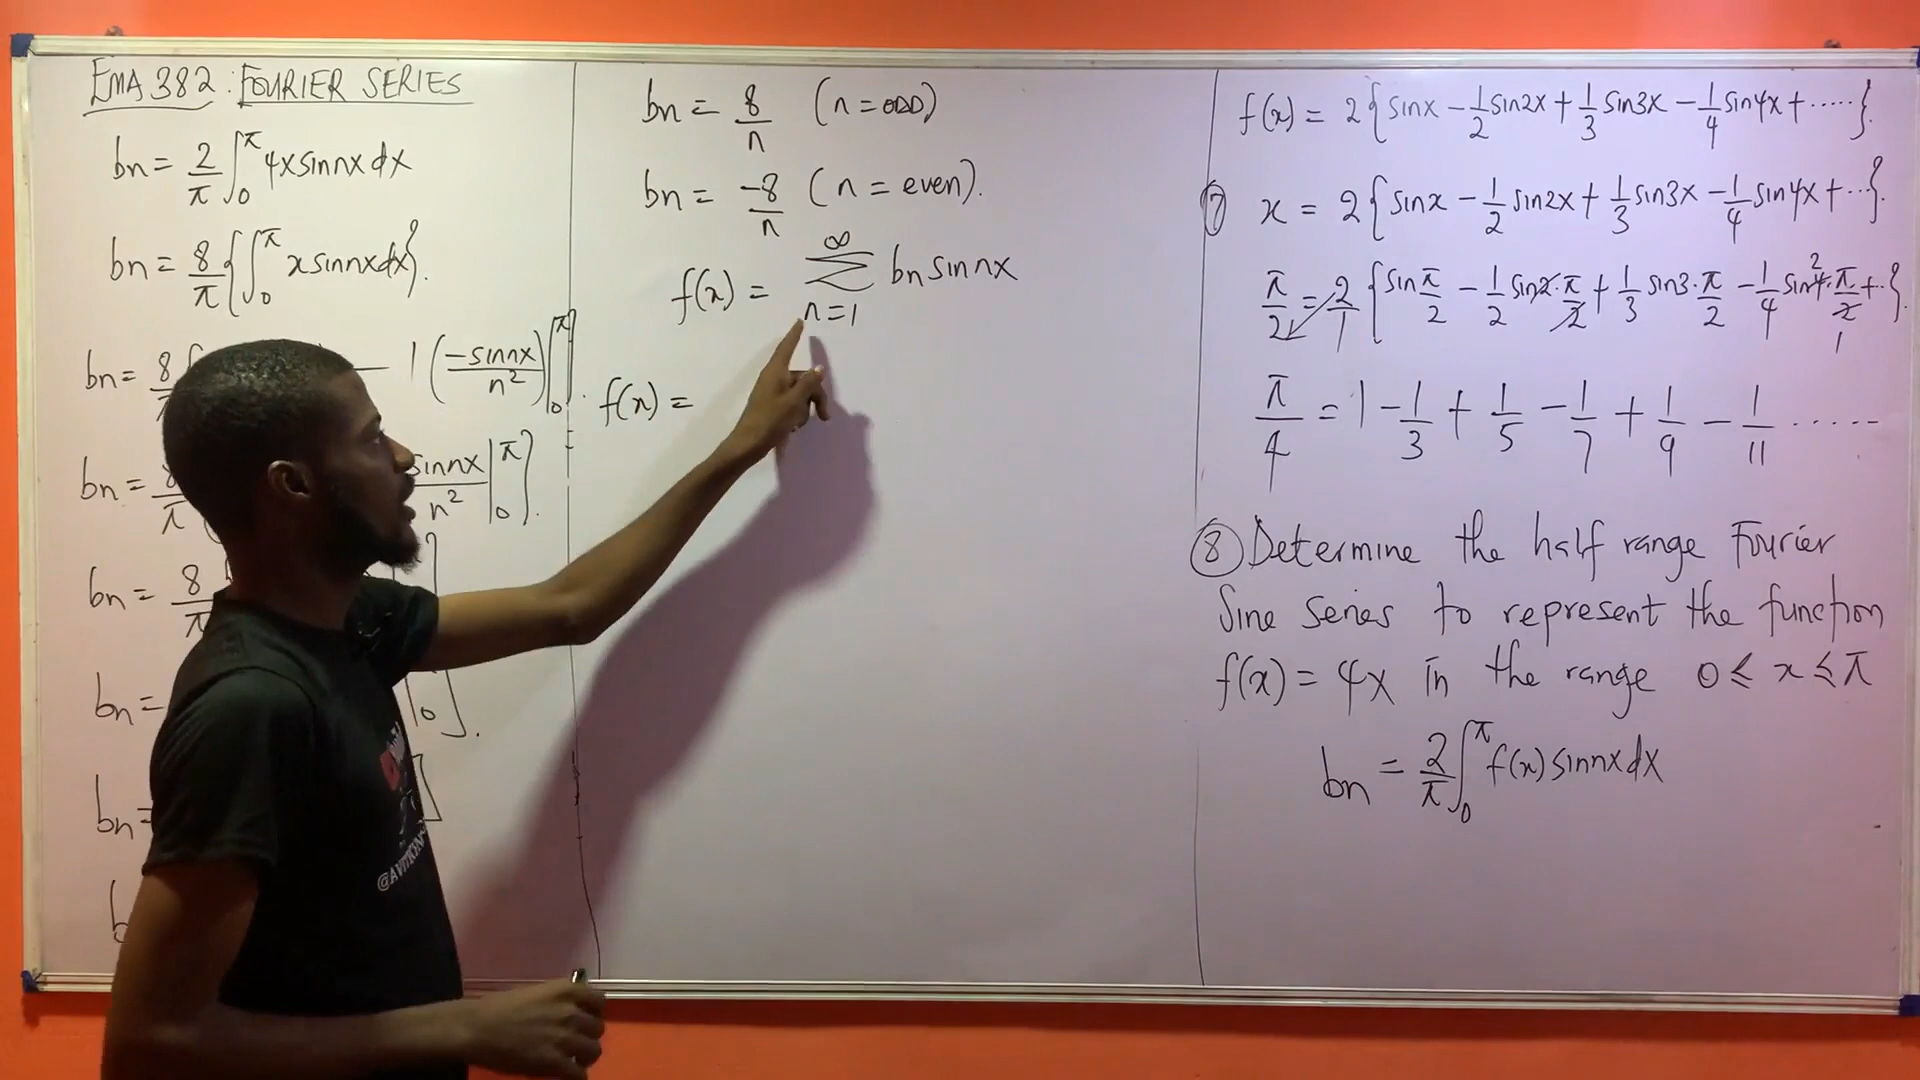 EMA 382: FOURIER SERIES
bn = 2/π ∫₀^π 4x sin nx dx
bn = 8/π { ∫₀^π x sin nx dx }.
bn = 8 — 1 (-sin nx / n²) |₀^π ] .
bn = sin nx / n² |₀^π } .
bn = 8/π
bn =
0 ] .
bn =
b
@AV
bn = 8/n (n = ODD)
bn = -8/n (n = even).
f(x) = ∑_{n=1}^∞ bn sin nx
f(x) =
f(x) = 2 { sin x - 1/2 sin 2x + 1/3 sin 3x - 1/4 sin 4x + ..... }.
⑦ x = 2 { sin x - 1/2 sin 2x + 1/3 sin 3x - 1/4 sin 4x + ... }.
π/2 = 2/1 { sin π/2 - 1/2 sin 2·π/2 + 1/3 sin 3·π/2 - 1/4 sin 4²·π/2 1 + .. }.
π/4 = 1 - 1/3 + 1/5 - 1/7 + 1/9 - 1/11 ......
⑧ Determine the half range Fourier
Sine series to represent the function
f(x) = 4x in the range 0 ≤ x ≤ π
bn = 2/π ∫₀^π f(x) sin nx dx